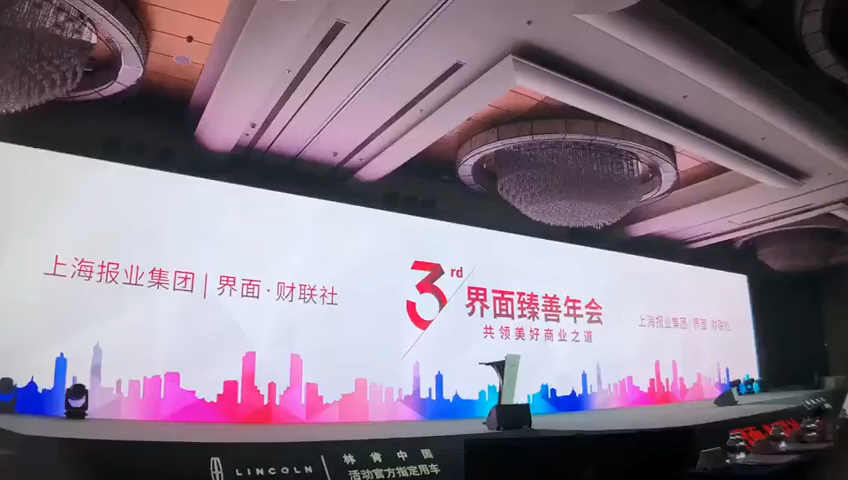 上海报业集团 | 界面·财联社
3rd
界面臻善年会
共领美好商业之道
上海报业集团 | 界面·财联社
LINCOLN
林肯中国
活动官方指定用车